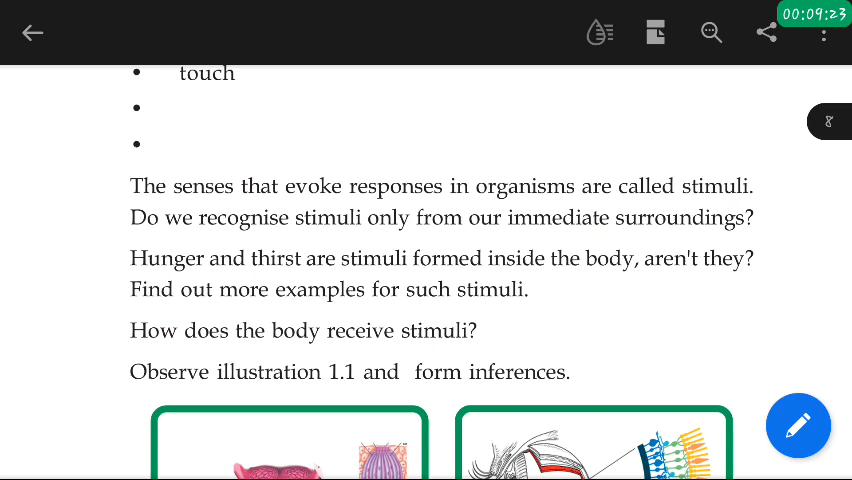 00:09:23
• touch
•
•
8
The senses that evoke responses in organisms are called stimuli.
Do we recognise stimuli only from our immediate surroundings?
Hunger and thirst are stimuli formed inside the body, aren't they?
Find out more examples for such stimuli.
How does the body receive stimuli?
Observe illustration 1.1 and form inferences.